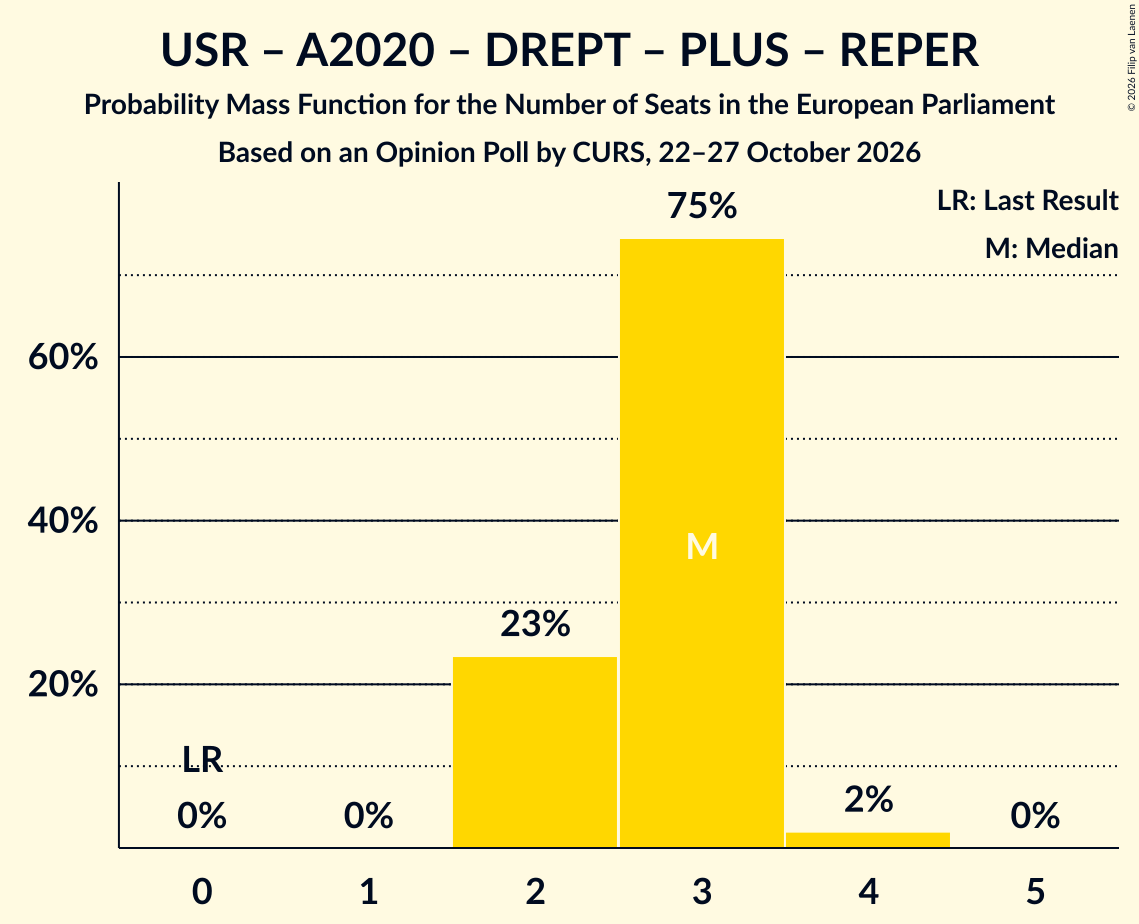 USR – A2020 – DREPT – PLUS – REPER
Probability Mass Function for the Number of Seats in the European Parliament
Based on an Opinion Poll by CURS, 22–27 October 2026
© 2026 Filip van Laenen
LR: Last Result
M: Median
75%
60%
40%
M
23%
20%
LR
0%
0%
2%
0%
0
1
2
3
4
5